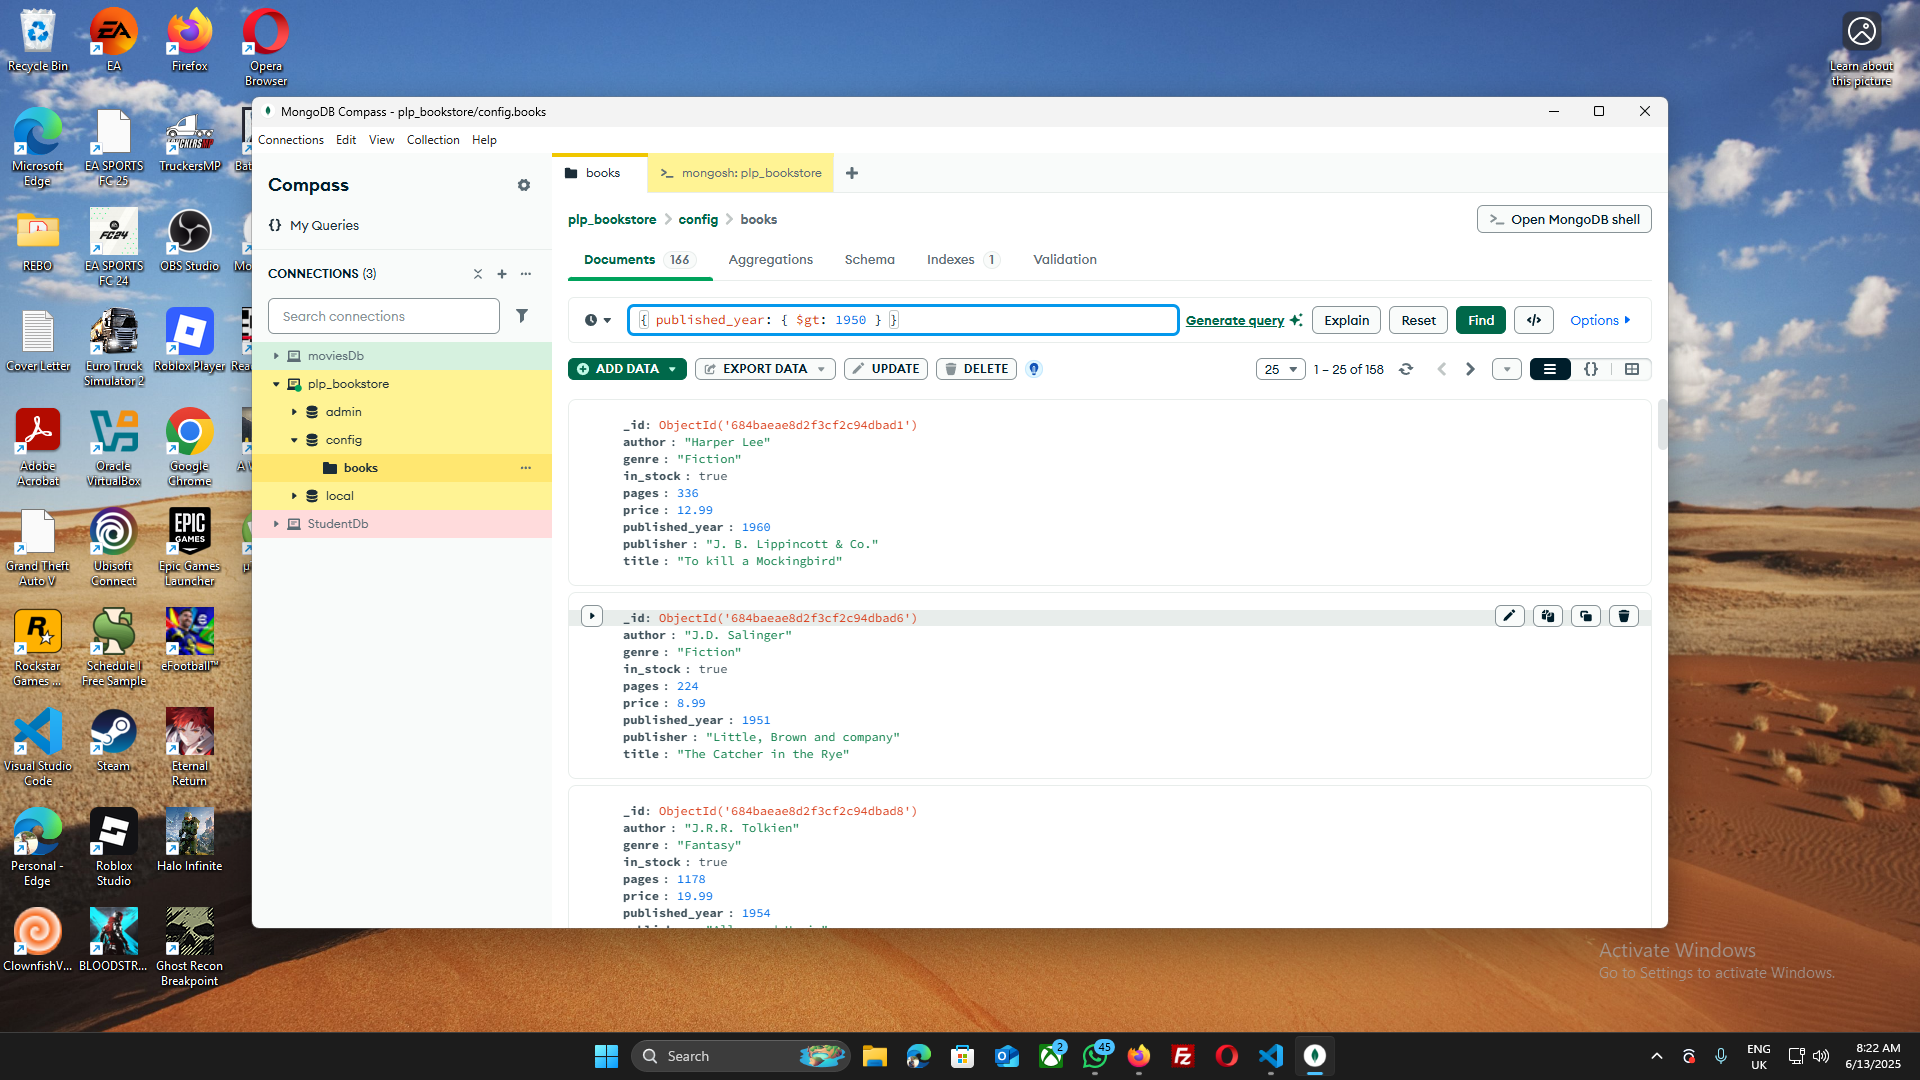 Recycle Bin
EA
Firefox
Opera
Browser
Learn about
this picture
Microsoft
Edge
EA SPORTS
FC 25
TruckersMP
Bat
REBO
EA SPORTS
FC 24
OBS Studio
Mo
Cover Letter
Euro Truck
Simulator 2
Roblox Player
Rea
Adobe
Acrobat
Oracle
VirtualBox
Google
Chrome
A W
Grand Theft
Auto V
Ubisoft
Connect
Epic Games
Launcher
EPIC
GAMES
Rockstar
Games ...
Schedule I
Free Sample
eFootball™
Visual Studio
Code
Steam
Eternal
Return
Personal -
Edge
Roblox
Studio
Halo Infinite
ClownfishV...
BLOODSTR...
Ghost Recon
Breakpoint
MongoDB Compass - plp_bookstore/config.books
Connections Edit View Collection Help
Compass
{} My Queries
CONNECTIONS (3)
Search connections
moviesDb
plp_bookstore
admin
config
books
local
StudentDb
books
>_ mongosh: plp_bookstore
plp_bookstore > config > books
>_ Open MongoDB shell
Documents 166 Aggregations Schema Indexes 1 Validation
{ published_year: { $gt: 1950 } }
Generate query Explain Reset Find </> Options
ADD DATA EXPORT DATA UPDATE DELETE
25 1 – 25 of 158
{}
_id: ObjectId('684baeae8d2f3cf2c94dbad1')
author : "Harper Lee"
genre : "Fiction"
in_stock : true
pages : 336
price : 12.99
published_year : 1960
publisher : "J. B. Lippincott & Co."
title : "To kill a Mockingbird"
_id: ObjectId('684baeae8d2f3cf2c94dbad6')
author : "J.D. Salinger"
genre : "Fiction"
in_stock : true
pages : 224
price : 8.99
published_year : 1951
publisher : "Little, Brown and company"
title : "The Catcher in the Rye"
_id: ObjectId('684baeae8d2f3cf2c94dbad8')
author : "J.R.R. Tolkien"
genre : "Fantasy"
in_stock : true
pages : 1178
price : 19.99
published_year : 1954
Activate Windows
Go to Settings to activate Windows.
Search
2
45
ENG
UK
8:22 AM
6/13/2025